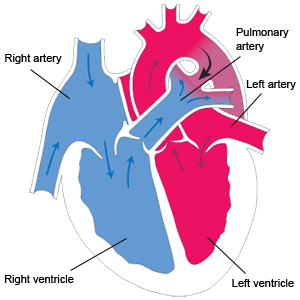 Pulmonary
artery
Right artery
Left artery
Right ventricle
Left ventricle